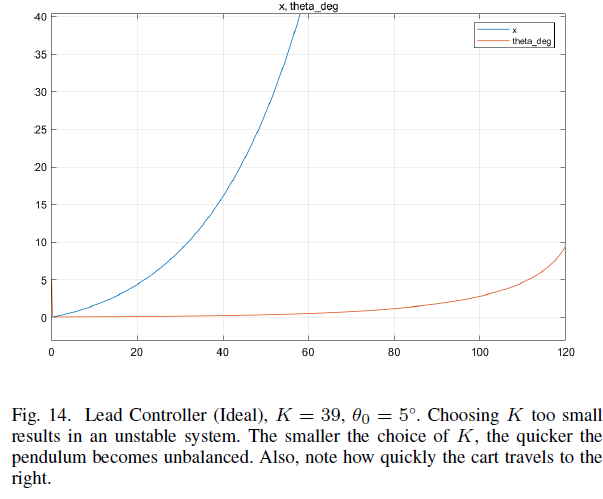 x, theta_deg
x
theta_deg
40
35
30
25
20
15
10
5
0
0
20
40
60
80
100
120
Fig. 14. Lead Controller (Ideal), K = 39, θ₀ = 5°. Choosing K too small
results in an unstable system. The smaller the choice of K, the quicker the
pendulum becomes unbalanced. Also, note how quickly the cart travels to the
right.